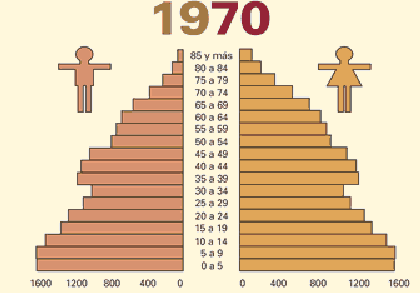 1970
85 y más
80 a 84
75 a 79
70 a 74
65 a 69
60 a 64
55 a 59
50 a 54
45 a 49
40 a 44
35 a 39
30 a 34
25 a 29
20 a 24
15 a 19
10 a 14
5 a 9
0 a 5
1600 1200 800 400 0 0 400 800 1200 1600